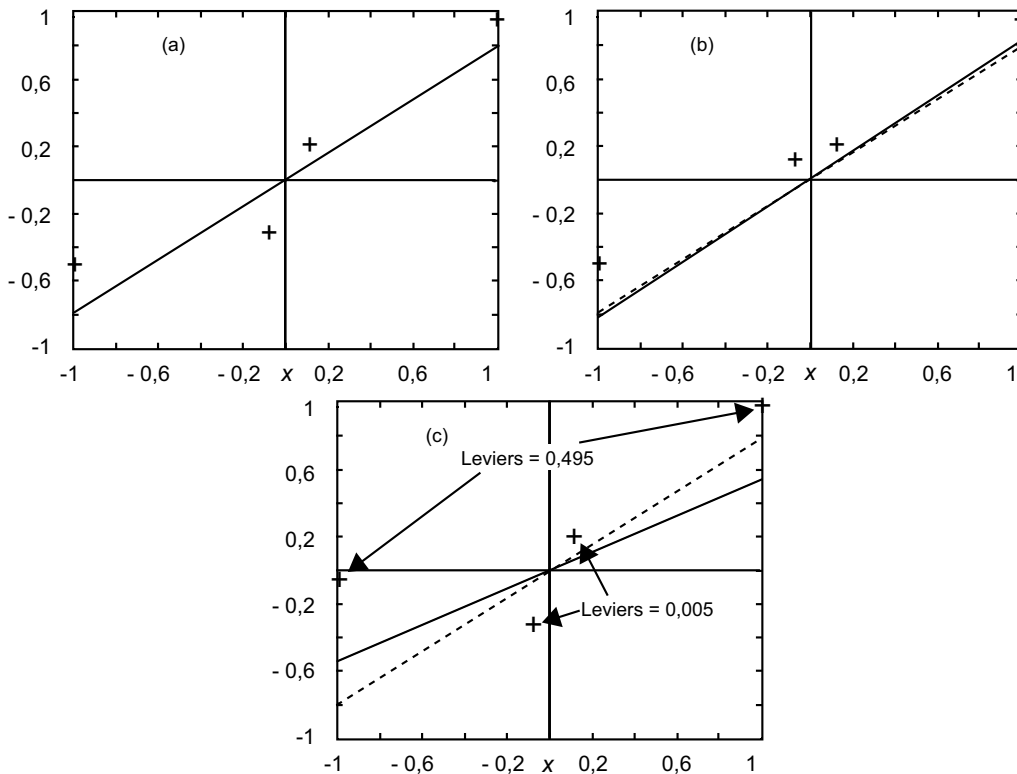 (a)
1
0,6
0,2
- 0,2
- 0,6
-1
-1 - 0,6 - 0,2 x 0,2 0,6 1
(b)
1
0,6
0,2
- 0,2
- 0,6
-1
-1 - 0,6 -0,2 x 0,2 0,6 1
(c)
1
0,6
0,2
- 0,2
- 0,6
-1
Leviers = 0,495
Leviers = 0,005
-1 - 0,6 - 0,2 x 0,2 0,6 1